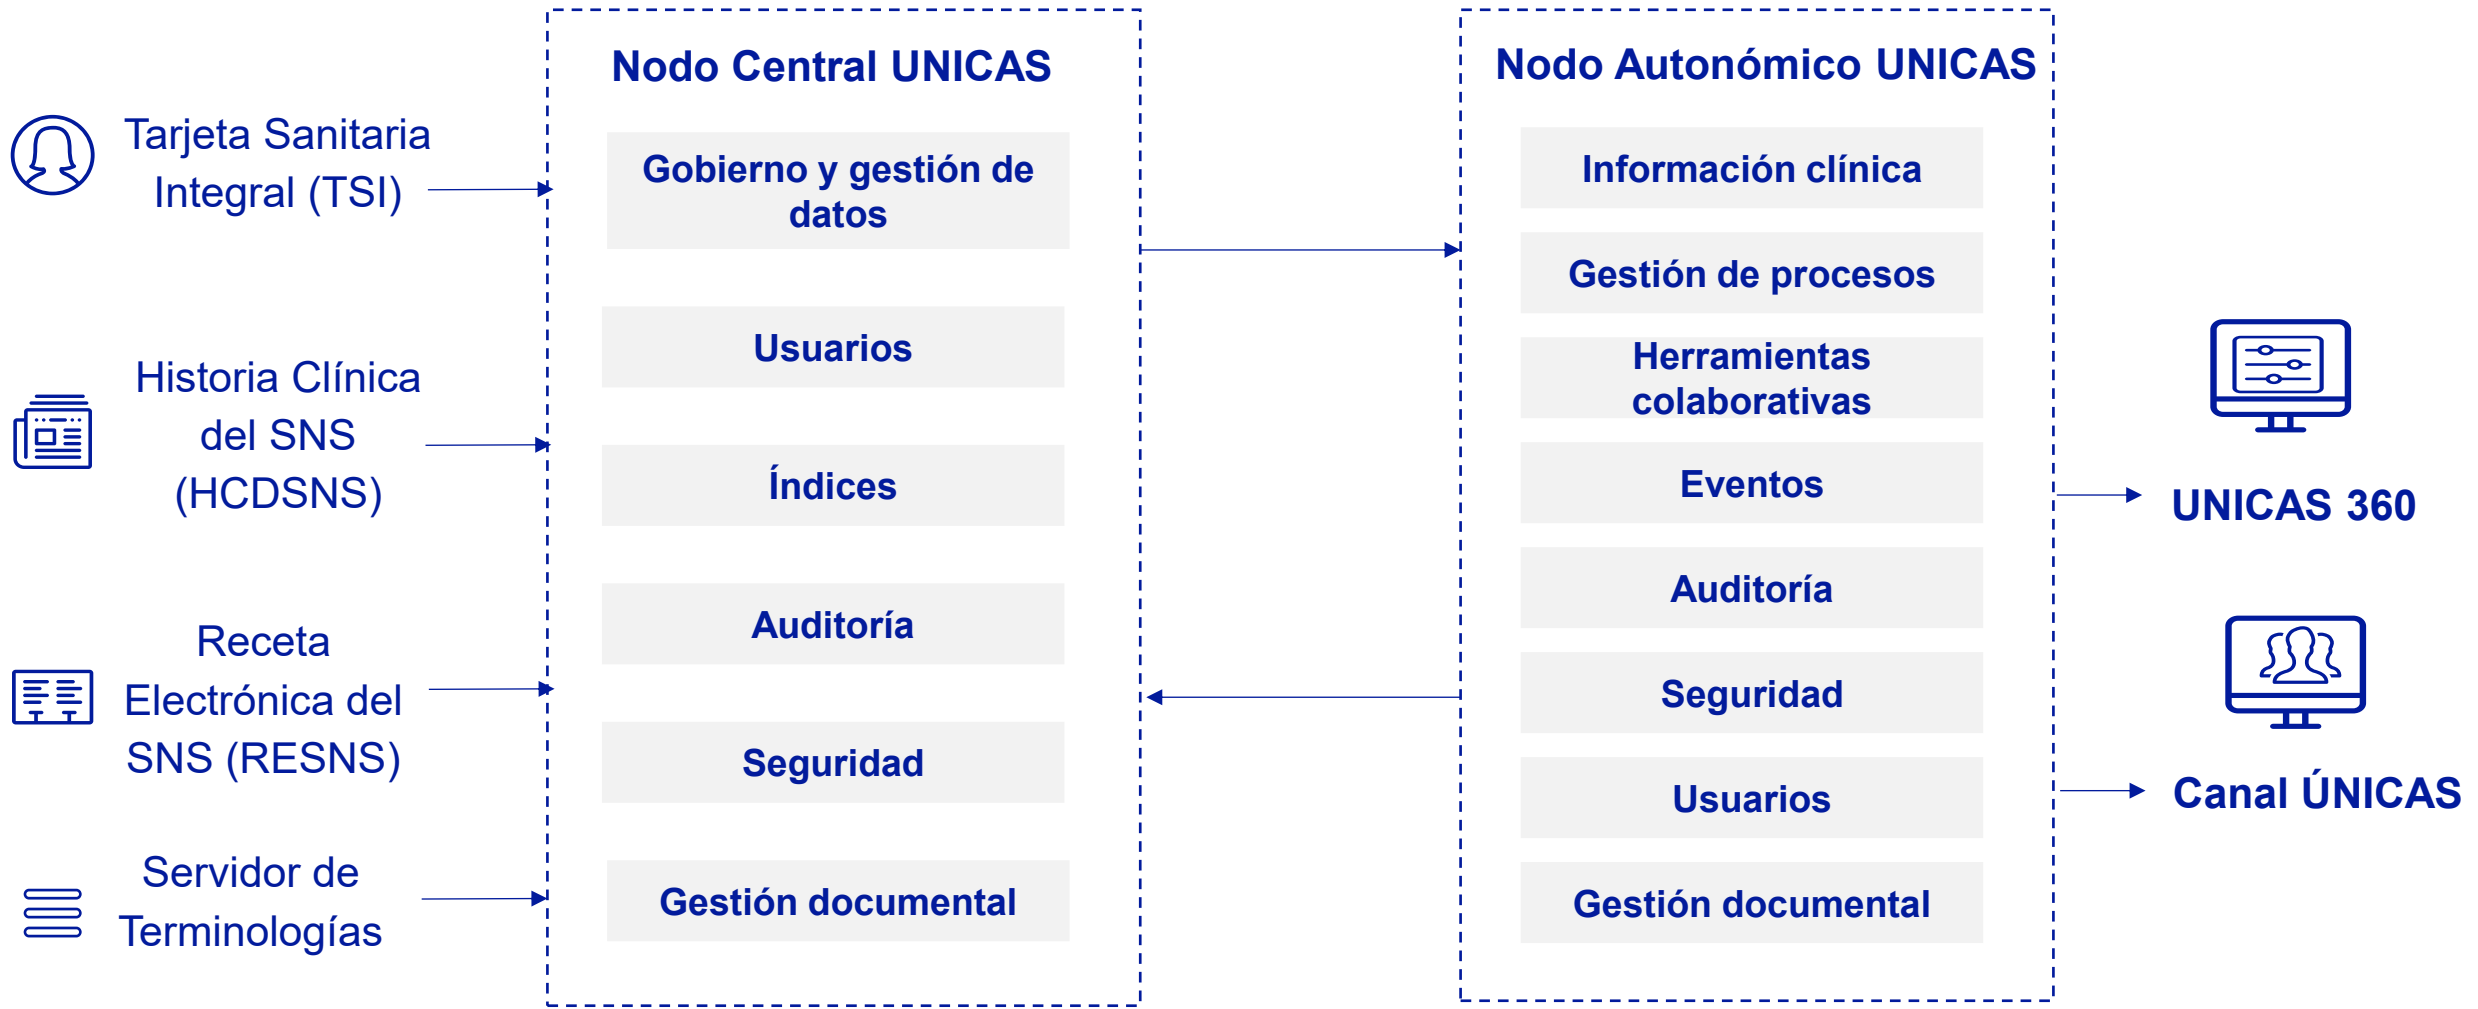 Tarjeta Sanitaria
Integral (TSI)
Historia Clínica
del SNS
(HCDSNS)
Receta
Electrónica del
SNS (RESNS)
Servidor de
Terminologías
Nodo Central UNICAS
Gobierno y gestión de
datos
Usuarios
Índices
Auditoría
Seguridad
Gestión documental
Nodo Autonómico UNICAS
Información clínica
Gestión de procesos
Herramientas
colaborativas
Eventos
Auditoría
Seguridad
Usuarios
Gestión documental
UNICAS 360
Canal ÚNICAS